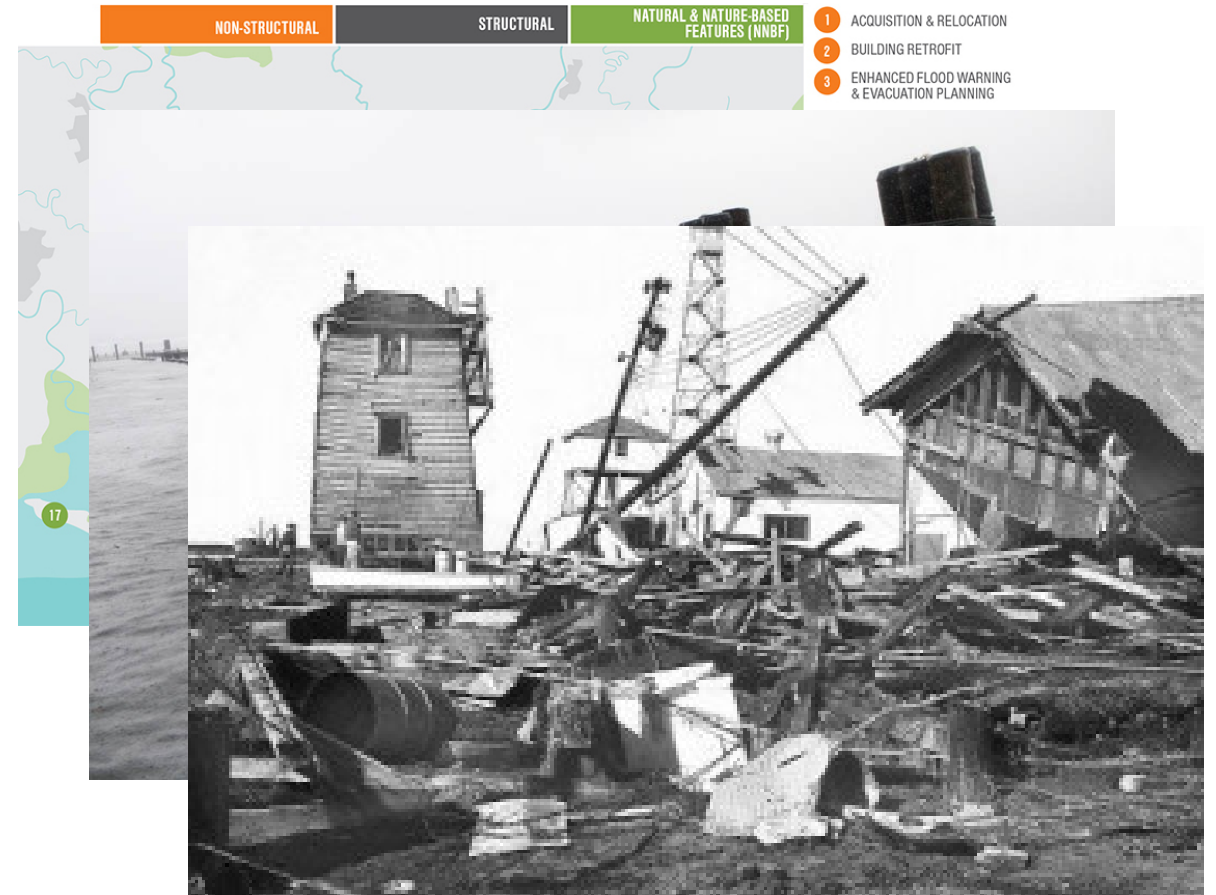 NON-STRUCTURAL
STRUCTURAL
NATURAL & NATURE-BASED
FEATURES (NNBF)
1 ACQUISITION & RELOCATION
2 BUILDING RETROFIT
3 ENHANCED FLOOD WARNING
& EVACUATION PLANNING
17